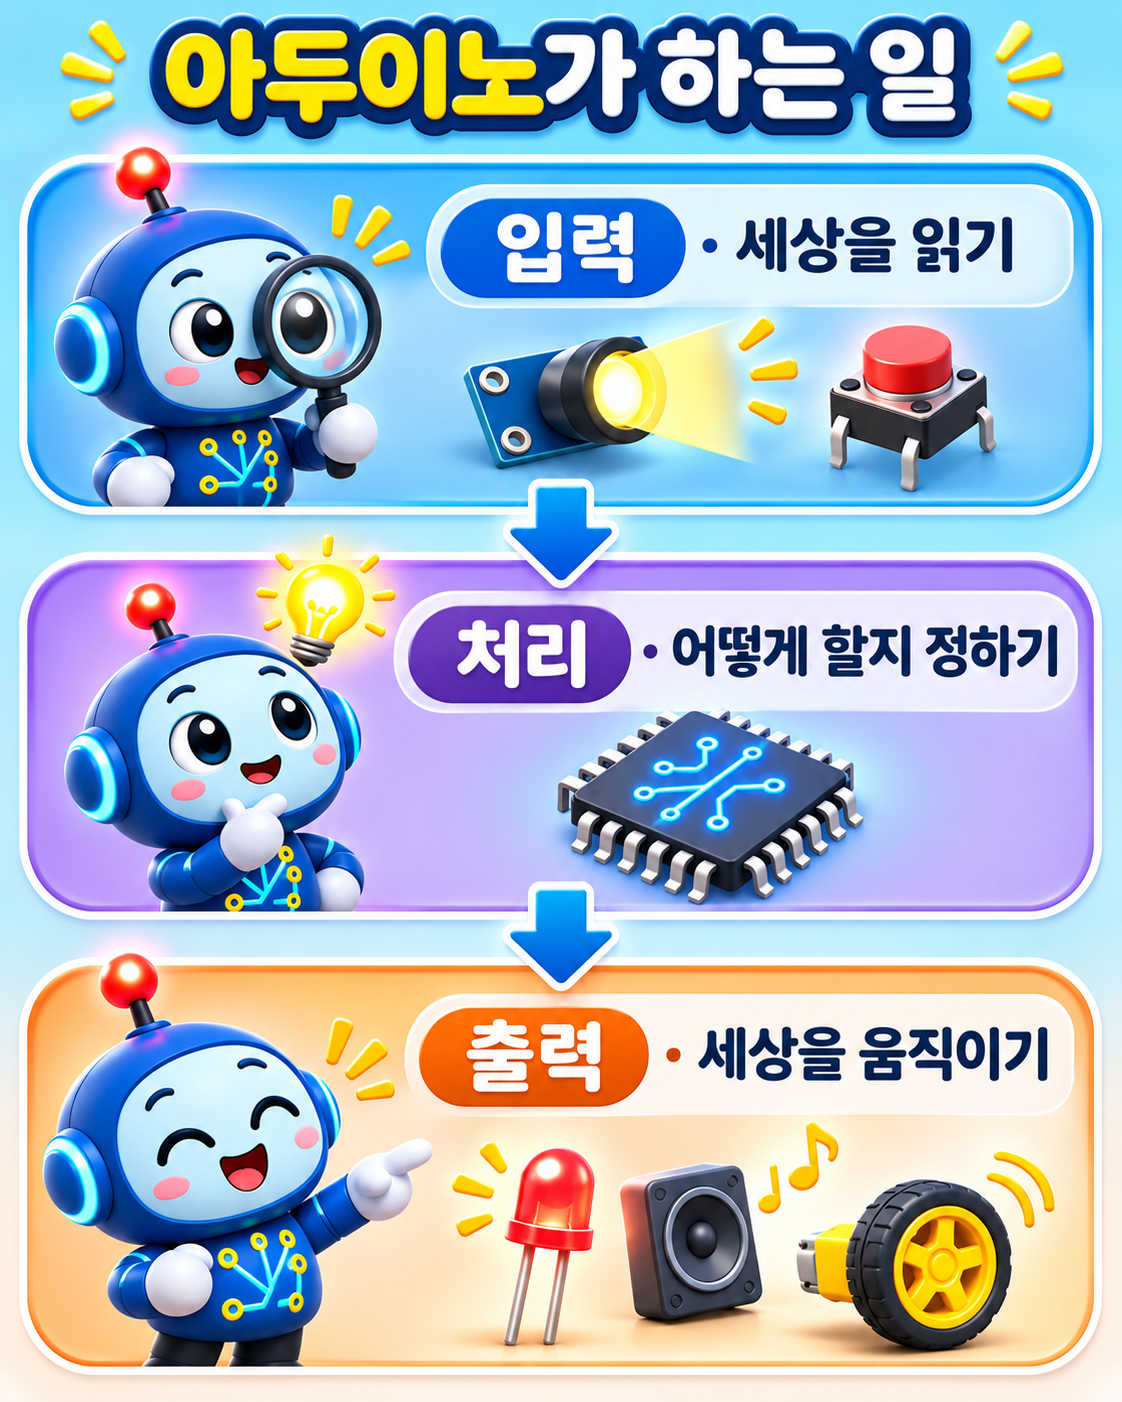 아두이노가 하는 일
입력 · 세상을 읽기
처리 · 어떻게 할지 정하기
출력 · 세상을 움직이기